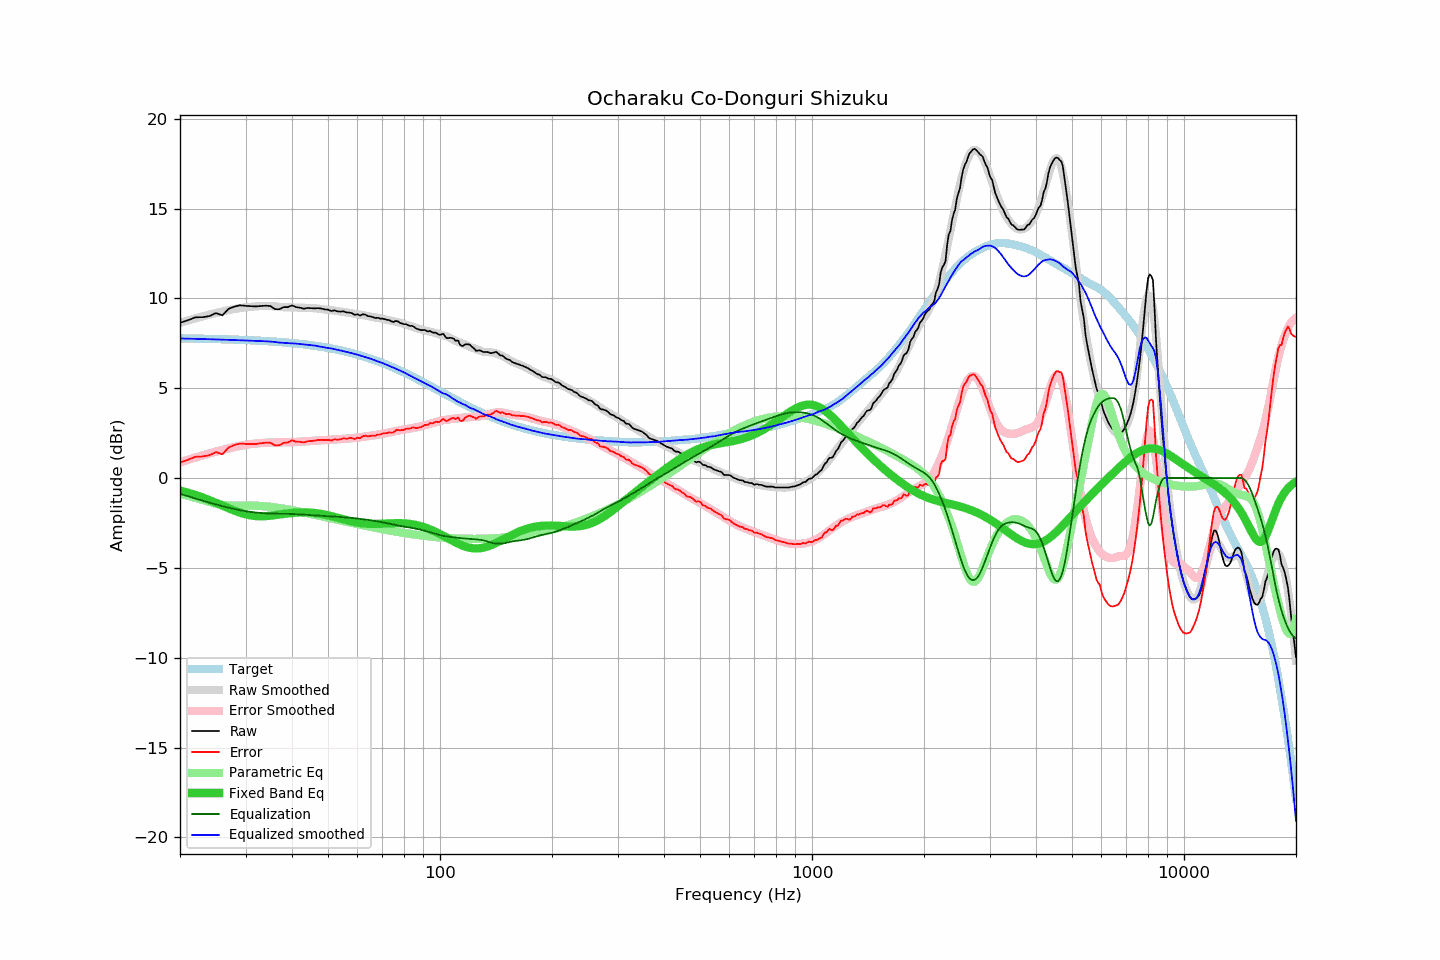 Ocharaku Co-Donguri Shizuku
20
15
10
5
0
−5
−10
−15
−20
Amplitude (dBr)
Target
Raw Smoothed
Error Smoothed
Raw
Error
Parametric Eq
Fixed Band Eq
Equalization
Equalized smoothed
100 1000 10000
Frequency (Hz)